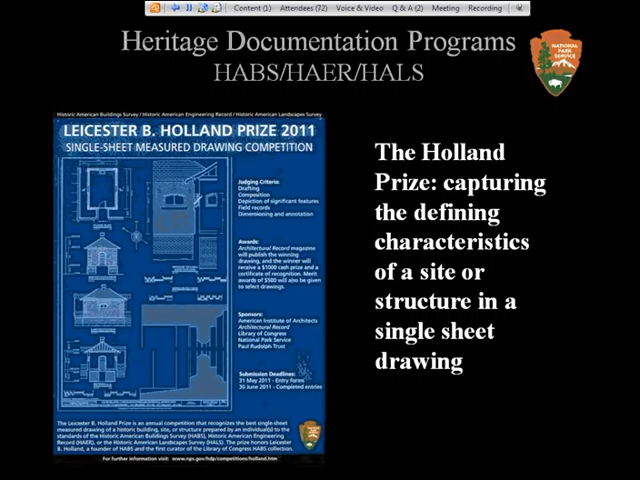 Content (1) Attendees (72) Voice & Video Q & A (2) Meeting Recording
Heritage Documentation Programs
HABS/HAER/HALS
NATIONAL
PARK
SERVICE
Historic American Buildings Survey / Historic American Engineering Record / Historic American Landscapes Survey
LEICESTER B. HOLLAND PRIZE 2011
SINGLE-SHEET MEASURED DRAWING COMPETITION
Judging Criteria:
Drafting
Composition
Depiction of significant features
Field records
Dimensioning and annotation
Awards:
Architectural Record magazine
will publish the winning
drawing, and the winner will
receive a $1000 cash prize and a
certificate of recognition. Merit
awards of $500 will also be given
to select drawings.
Sponsors:
American Institute of Architects
Architectural Record
Library of Congress
National Park Service
Paul Rudolph Trust
Submission Deadlines:
31 May 2011 - Entry forms
30 June 2011 - Completed entries
The Leicester B. Holland Prize is an annual competition that recognizes the best single-sheet
measured drawing of a historic building, site, or structure prepared by an individual(s) to the
standards of the Historic American Buildings Survey (HABS), Historic American Engineering
Record (HAER), or the Historic American Landscapes Survey (HALS). The prize honors Leicester
B. Holland, a founder of HABS and the first curator of the Library of Congress HABS collection.
For further information visit: www.nps.gov/hdp/competitions/holland.htm
The Holland
Prize: capturing
the defining
characteristics
of a site or
structure in a
single sheet
drawing